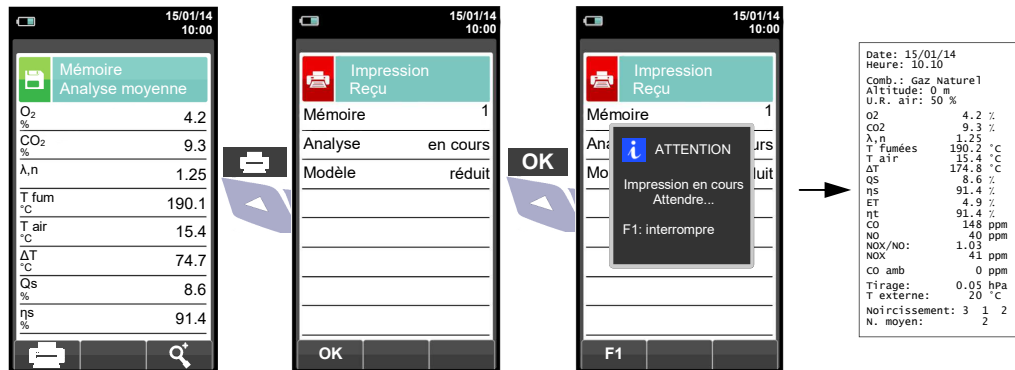 15/01/14
10:00
Mémoire
Analyse moyenne
O2
%
4.2
CO2
%
9.3
λ,n
1.25
T fum
°C
190.1
T air
°C
15.4
ΔT
°C
74.7
Qs
%
8.6
ηs
%
91.4
15/01/14
10:00
Impression
Reçu
Mémoire 1
Analyse en cours
Modèle réduit
OK
OK
15/01/14
10:00
Impression
Reçu
Mémoire 1
Ana urs
Mo luit
i ATTENTION
Impression en cours
Attendre...
F1: interrompre
F1
Date: 15/01/14
Heure: 10.10
Comb.: Gaz Naturel
Altitude: 0 m
U.R. air: 50 %
O2 4.2 %
CO2 9.3 %
λ,n 1.25
T fumées 190.2 °C
T air 15.4 °C
ΔT 174.8 °C
QS 8.6 %
ηs 91.4 %
ET 4.9 %
ηt 91.4 %
CO 148 ppm
NO 40 ppm
NOX/NO: 1.03
NOX 41 ppm
CO amb 0 ppm
Tirage: 0.05 hPa
T externe: 20 °C
Noircissement: 3 1 2
N. moyen: 2